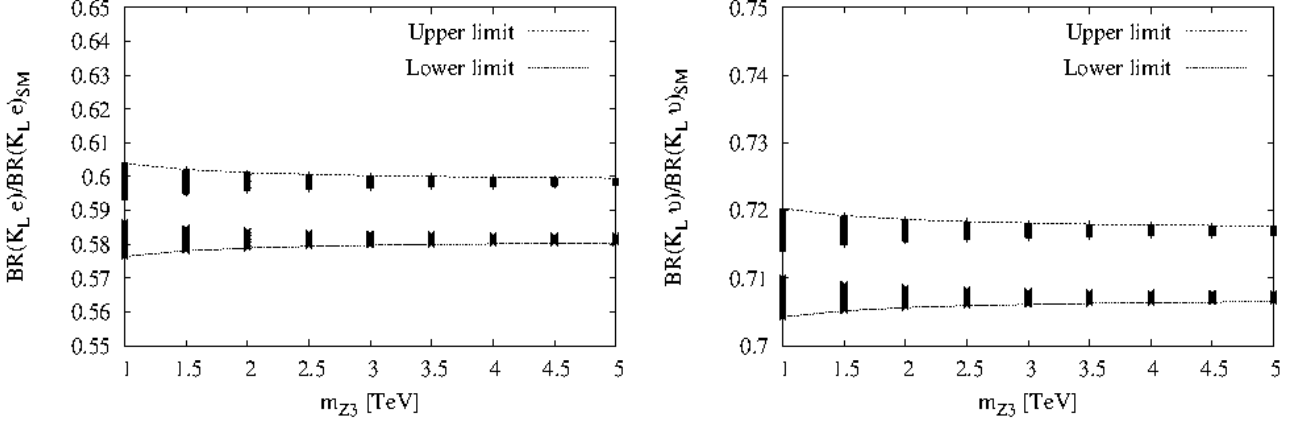 0.65
0.64
0.63
0.62
0.61
0.6
0.59
0.58
0.57
0.56
0.55
BR(K_L e)/BR(K_L e)_SM
Upper limit
Lower limit
1 1.5 2 2.5 3 3.5 4 4.5 5
m_Z3 [TeV]
0.75
0.74
0.73
0.72
0.71
0.7
BR(K_L υ)/BR(K_L υ)_SM
Upper limit
Lower limit
1 1.5 2 2.5 3 3.5 4 4.5 5
m_Z3 [TeV]